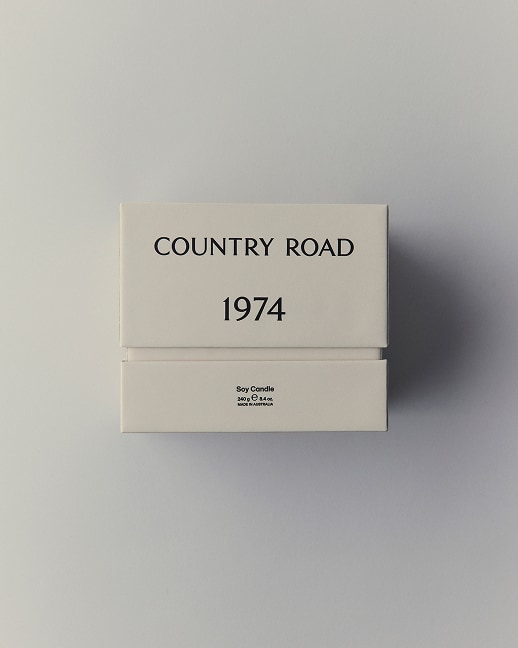 COUNTRY ROAD
1974
Soy Candle
240 g ℮ 8.4 oz.
MADE IN AUSTRALIA